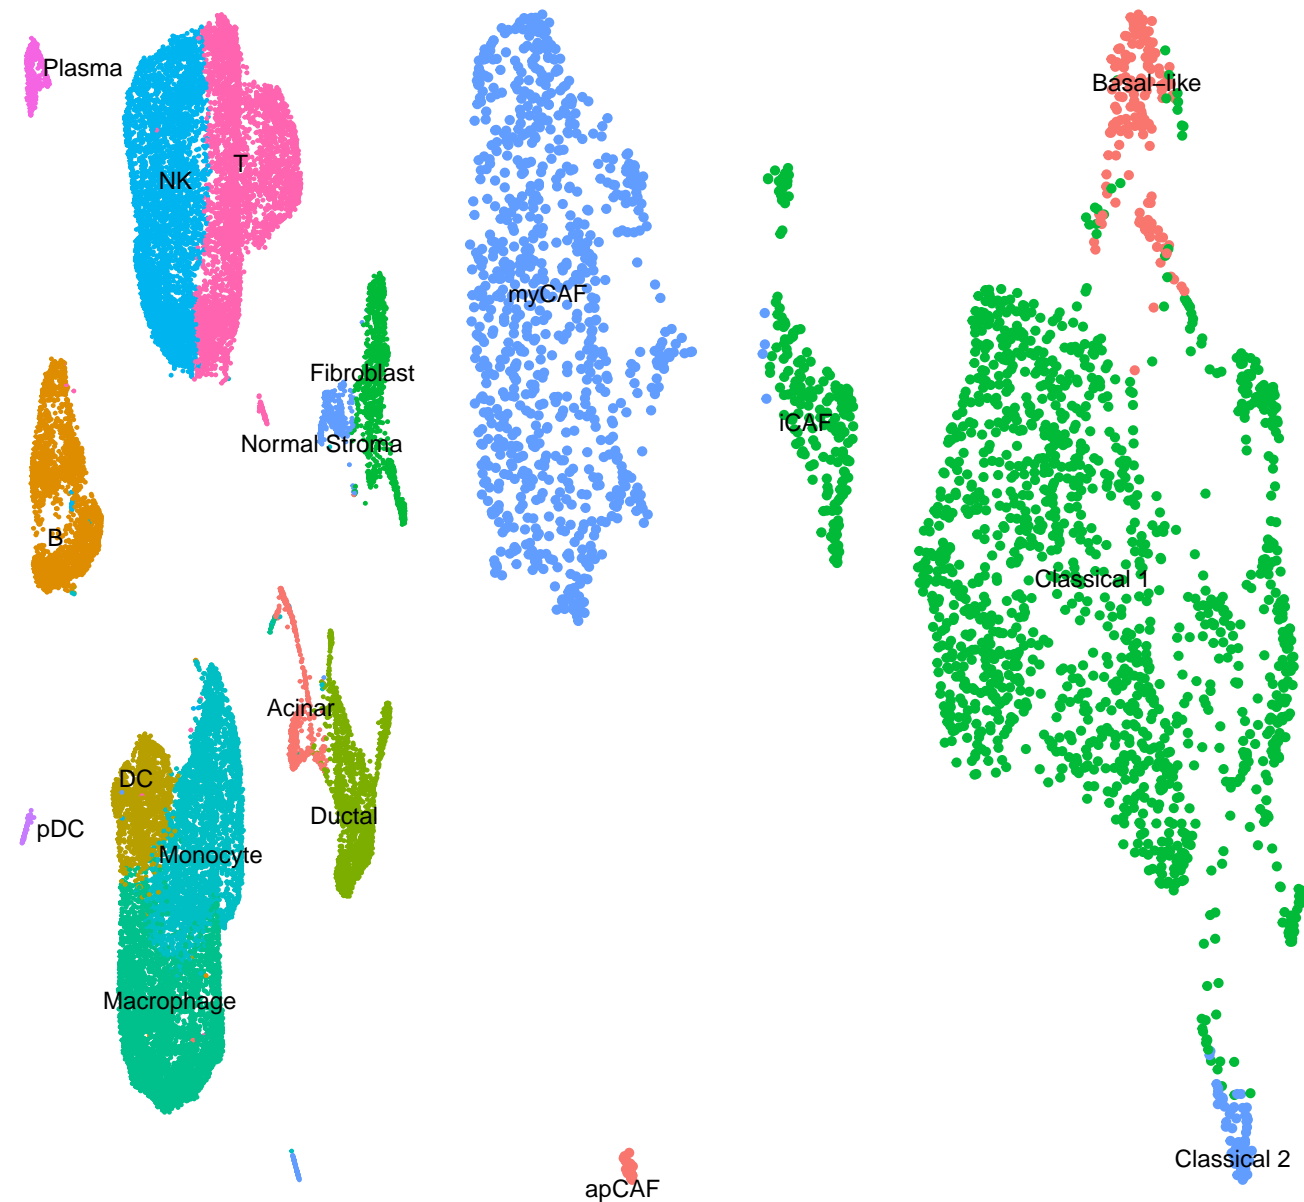 Plasma
Basal−like
T
NK
myCAF
Fibroblast
iCAF
Normal Stroma
B
Classical 1
Acinar
DC
Ductal
pDC
Monocyte
Macrophage
Classical 2
apCAF